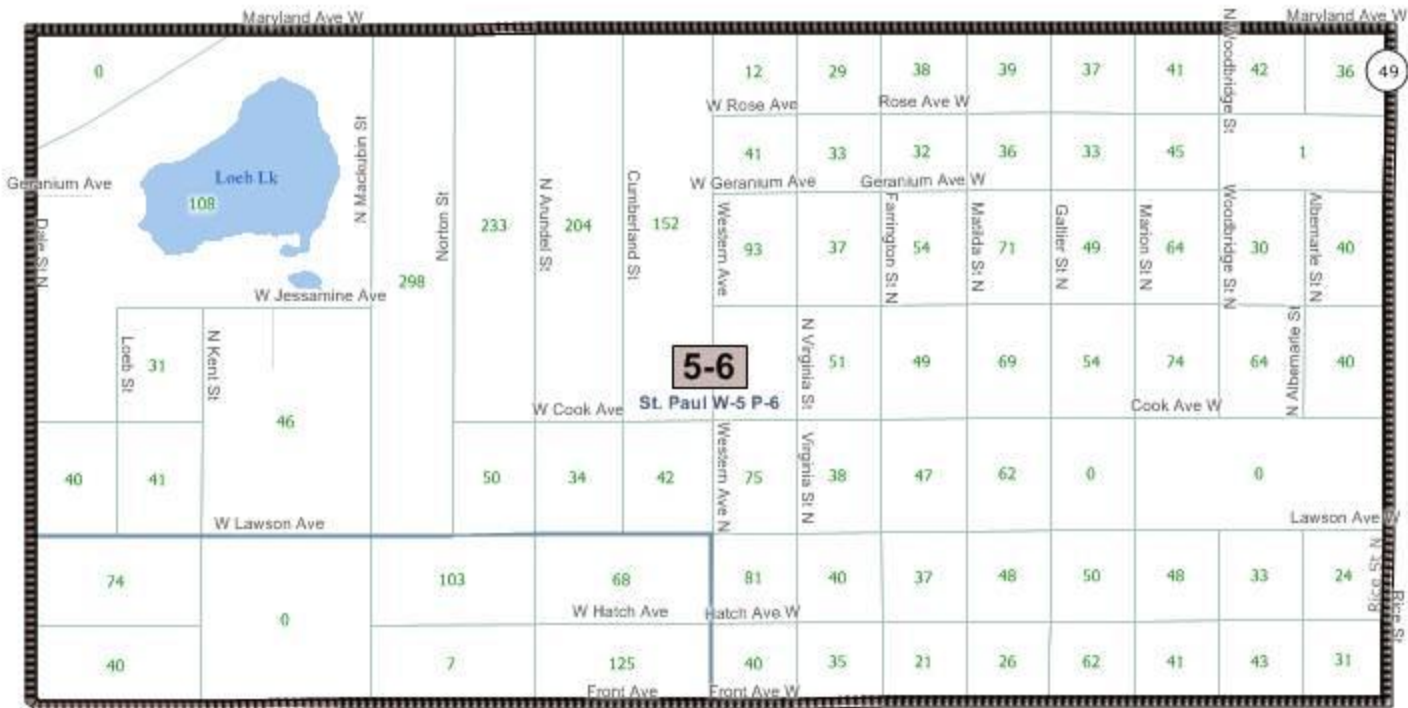 Maryland Ave W
Maryland Ave W
0
12
29
38
39
37
41
N Woodbridge St
42
36
49
W Rose Ave
Rose Ave W
N Mackubin St
41
33
32
36
33
45
1
Geranium Ave
Loeb Lk
W Geranium Ave
Geranium Ave W
108
Dale St N
Norton St
233
N Arundel St
204
Cumberland St
152
Western Ave
93
37
Farrington St N
54
Matilda St N
71
Galtier St N
49
Marion St N
64
Woodbridge St N
30
Albemarle St N
40
298
W Jessamine Ave
Loeb St
31
N Kent St
5-6
N Virginia St
51
49
69
54
74
64
N Albemarle St
40
St. Paul W-5 P-6
W Cook Ave
Cook Ave W
46
40
41
50
34
42
Western Ave N
75
Virginia St N
38
47
62
0
0
W Lawson Ave
Lawson Ave W
74
103
68
81
40
37
48
50
48
33
24
Rice St N
Rice St
W Hatch Ave
Hatch Ave W
0
40
7
125
40
35
21
26
62
41
43
31
Front Ave
Front Ave W